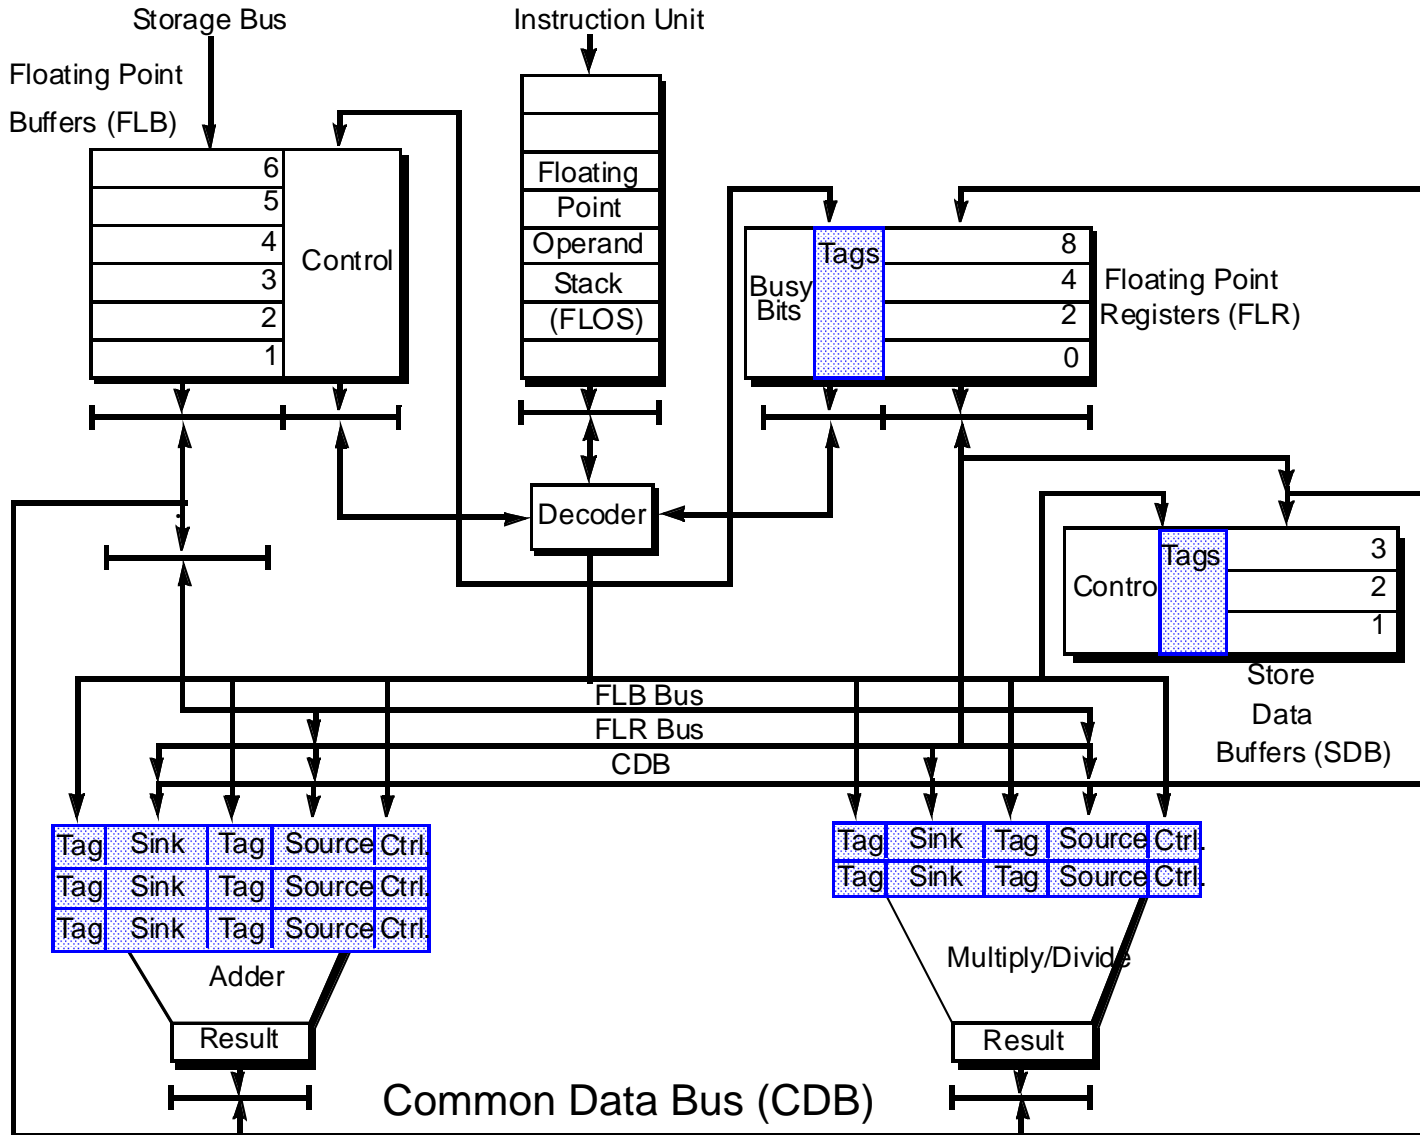 Storage Bus
Instruction Unit
Floating Point
Buffers (FLB)
6
5
4
3
2
1
Control
Floating
Point
Operand
Stack
(FLOS)
Busy
Bits
Tags
8
4
2
0
Floating Point
Registers (FLR)
Decoder
Contro
Tags
3
2
1
Store
Data
Buffers (SDB)
FLB Bus
FLR Bus
CDB
Tag Sink Tag Source Ctrl.
Tag Sink Tag Source Ctrl.
Tag Sink Tag Source Ctrl.
Adder
Result
Tag Sink Tag Source Ctrl.
Tag Sink Tag Source Ctrl.
Multiply/Divide
Result
Common Data Bus (CDB)